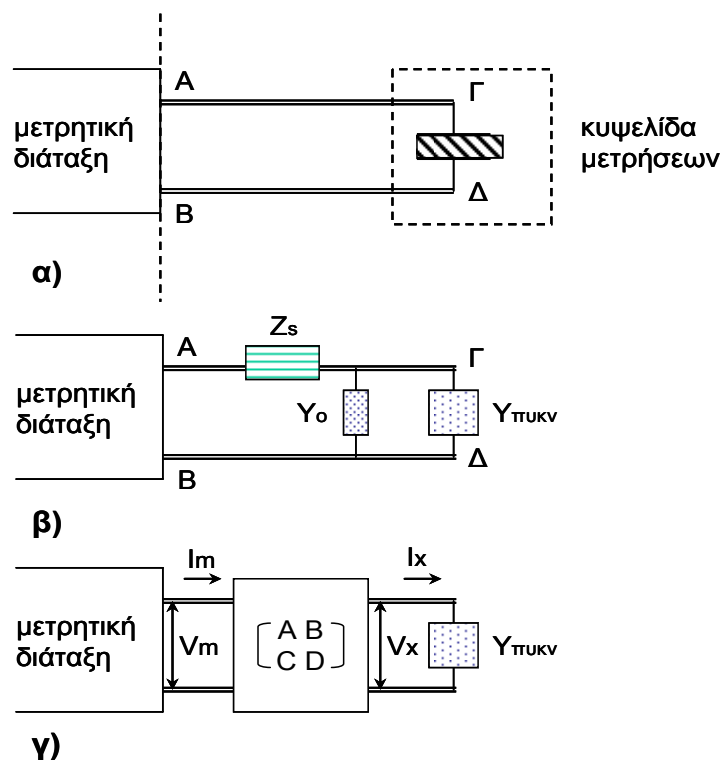 A
Γ
μετρητική
διάταξη
κυψελίδα
μετρήσεων
B
Δ
α)
Zs
A
Γ
μετρητική
διάταξη
Yo
Yπυκν
B
Δ
β)
Im
Ix
μετρητική
διάταξη
Vm
A B
C D
Vx
Yπυκν
γ)